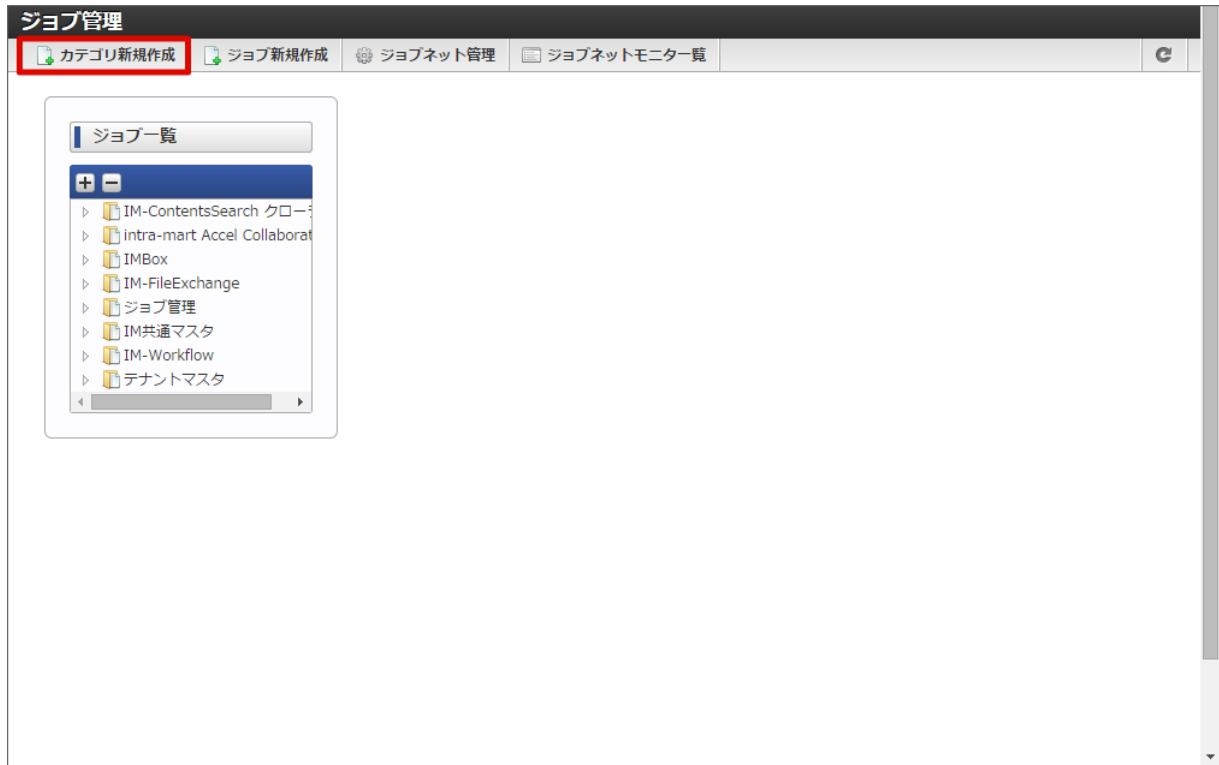 ジョブ管理
カテゴリ新規作成 ジョブ新規作成 ジョブネット管理 ジョブネットモニタ一覧
ジョブ一覧
IM-ContentsSearch クロー
intra-mart Accel Collaborat
IMBox
IM-FileExchange
ジョブ管理
IM共通マスタ
IM-Workflow
テナントマスタ